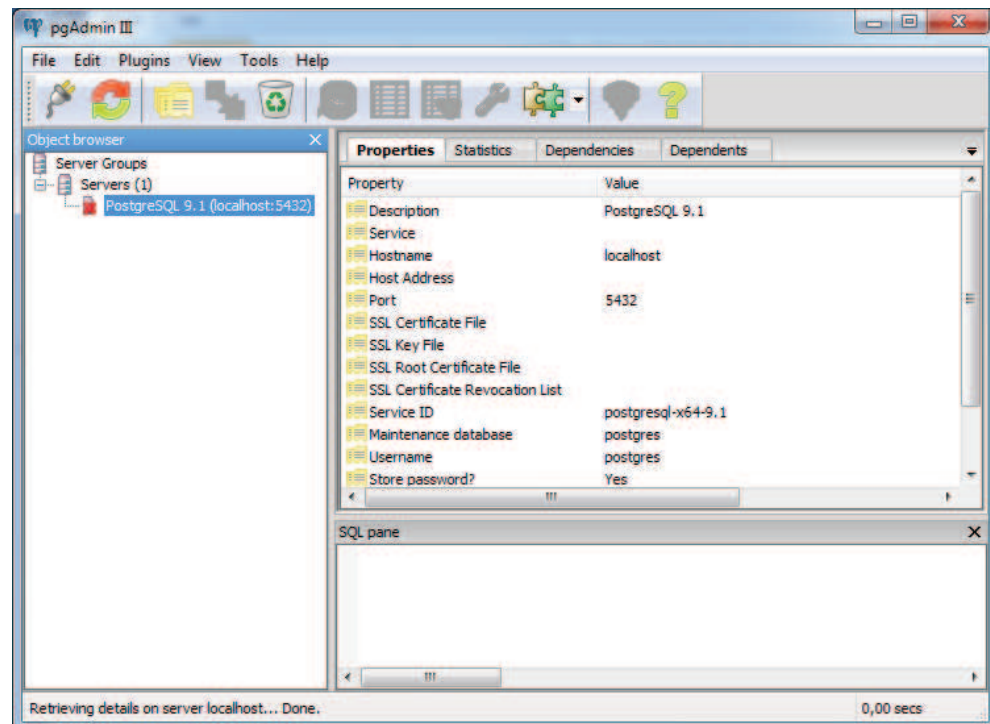 pgAdmin III
File Edit Plugins View Tools Help
Object browser
Server Groups
Servers (1)
PostgreSQL 9.1 (localhost:5432)
Properties Statistics Dependencies Dependents
Property Value
Description PostgreSQL 9.1
Service
Hostname localhost
Host Address
Port 5432
SSL Certificate File
SSL Key File
SSL Root Certificate File
SSL Certificate Revocation List
Service ID postgresql-x64-9.1
Maintenance database postgres
Username postgres
Store password? Yes
SQL pane
Retrieving details on server localhost... Done. 0,00 secs